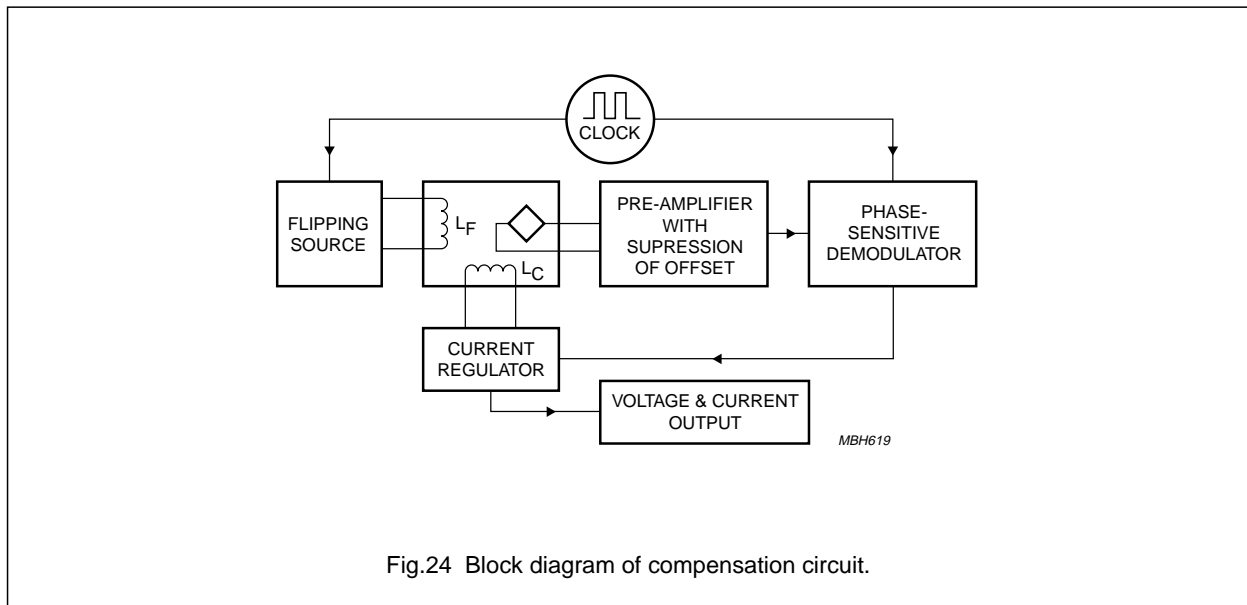 CLOCK
FLIPPING
SOURCE
LF
LC
PRE-AMPLIFIER
WITH
SUPRESSION
OF OFFSET
PHASE-
SENSITIVE
DEMODULATOR
CURRENT
REGULATOR
VOLTAGE & CURRENT
OUTPUT
MBH619
Fig.24 Block diagram of compensation circuit.